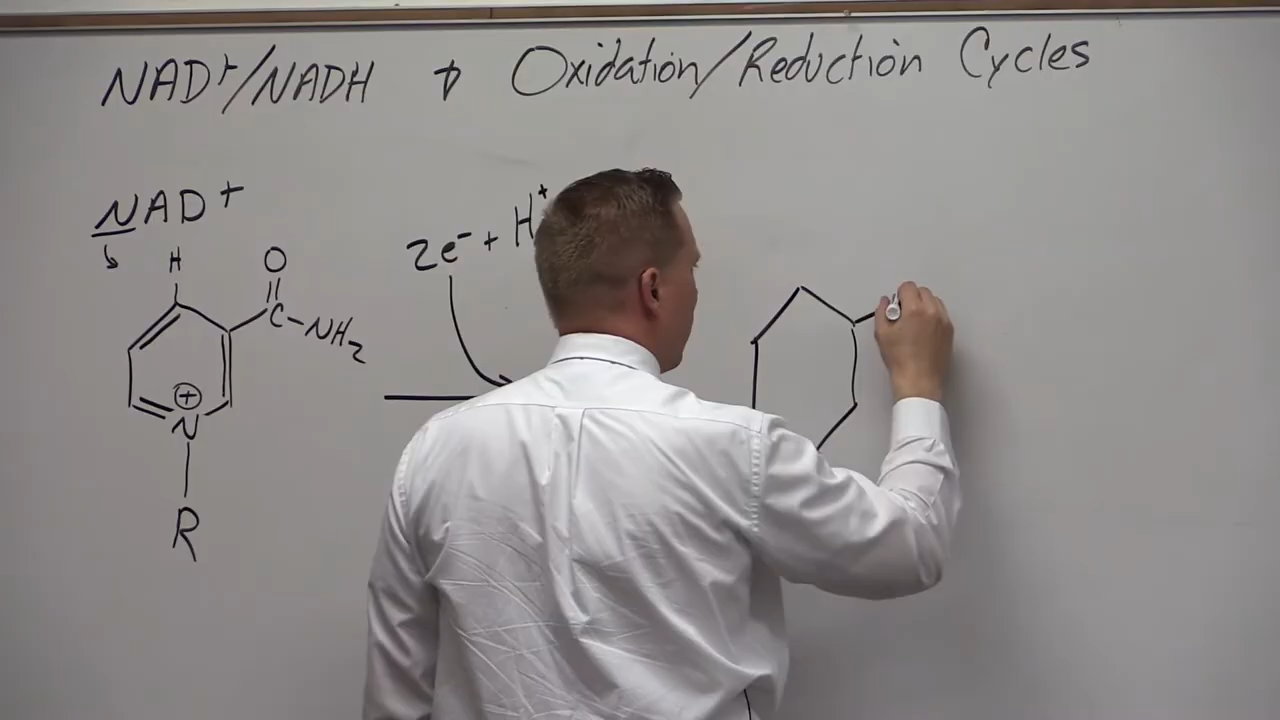 NAD+/NADH + Oxidation/Reduction Cycles
NAD+
2e- + H+
H
O
C-NH2
+
N
R